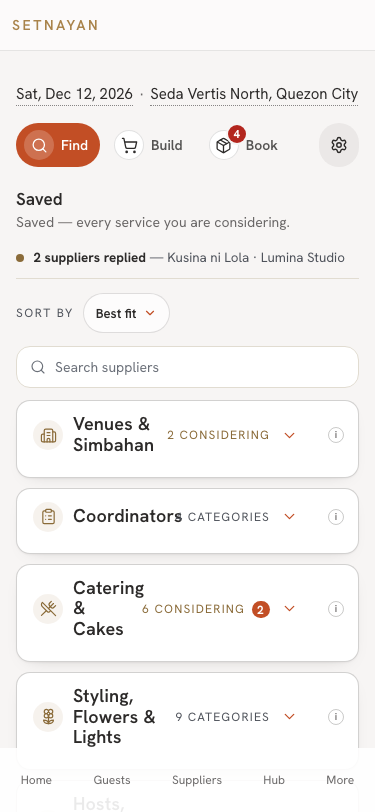 SETNAYAN
Sat, Dec 12, 2026 · Seda Vertis North, Quezon City
Find
Build
4
Book
Saved
Saved — every service you are considering.
2 suppliers replied — Kusina ni Lola · Lumina Studio
SORT BY
Best fit
Search suppliers
Venues &
Simbahan
2 CONSIDERING
i
Coordinators
CATEGORIES
i
Catering
&
Cakes
6 CONSIDERING 2
i
Styling,
Flowers &
Lights
9 CATEGORIES
i
Home
Guests
Suppliers
Hub
More
Hosts,